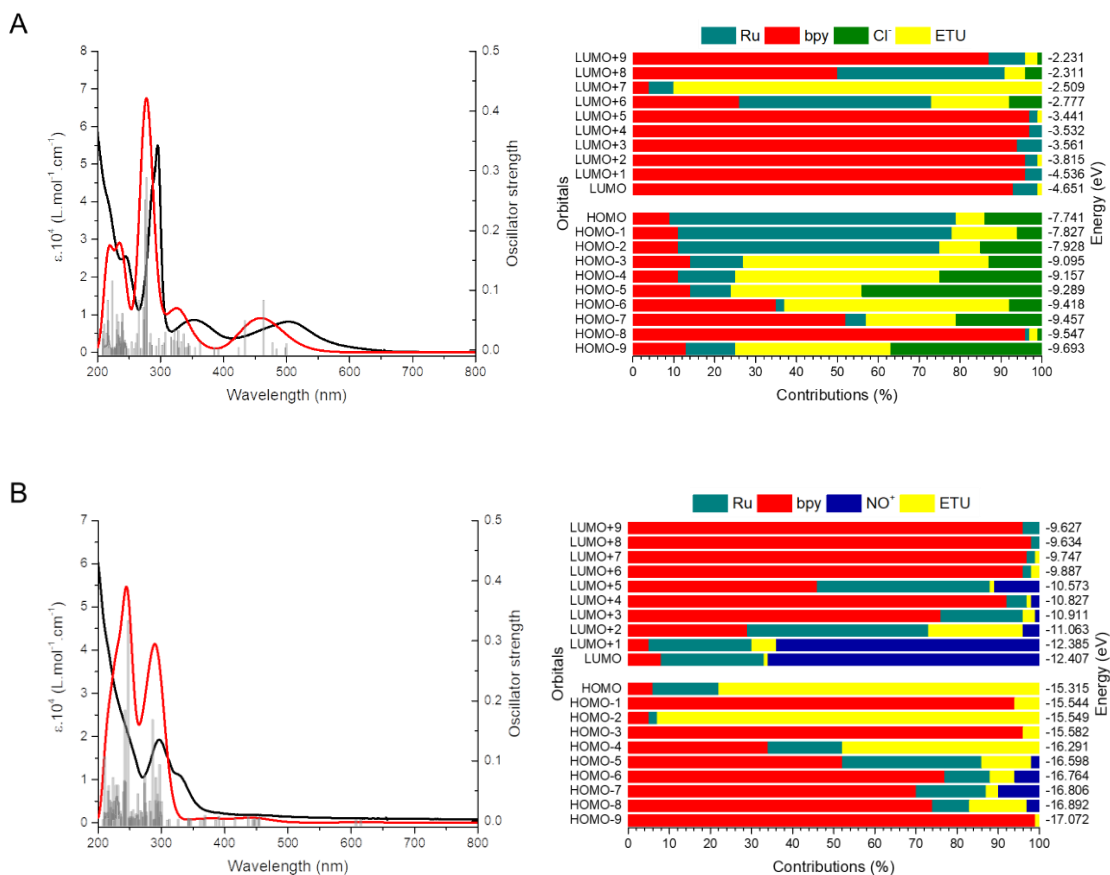 A
ε.10⁴ (L.mol⁻¹.cm⁻¹)
8
7
6
5
4
3
2
1
0
0.5
0.4
0.3
0.2
0.1
0.0
Oscillator strength
200 300 400 500 600 700 800
Wavelength (nm)
Ru bpy Cl⁻ ETU
Orbitals
Energy (eV)
LUMO+9 -2.231
LUMO+8 -2.311
LUMO+7 -2.509
LUMO+6 -2.777
LUMO+5 -3.441
LUMO+4 -3.532
LUMO+3 -3.561
LUMO+2 -3.815
LUMO+1 -4.536
LUMO -4.651
HOMO -7.741
HOMO-1 -7.827
HOMO-2 -7.928
HOMO-3 -9.095
HOMO-4 -9.157
HOMO-5 -9.289
HOMO-6 -9.418
HOMO-7 -9.457
HOMO-8 -9.547
HOMO-9 -9.693
0 10 20 30 40 50 60 70 80 90 100
Contributions (%)
B
ε.10⁴ (L.mol⁻¹.cm⁻¹)
7
6
5
4
3
2
1
0
0.5
0.4
0.3
0.2
0.1
0.0
Oscillator strength
200 300 400 500 600 700 800
Wavelength (nm)
Ru bpy NO⁺ ETU
Orbitals
Energy (eV)
LUMO+9 -9.627
LUMO+8 -9.634
LUMO+7 -9.747
LUMO+6 -9.887
LUMO+5 -10.573
LUMO+4 -10.827
LUMO+3 -10.911
LUMO+2 -11.063
LUMO+1 -12.385
LUMO -12.407
HOMO -15.315
HOMO-1 -15.544
HOMO-2 -15.549
HOMO-3 -15.582
HOMO-4 -16.291
HOMO-5 -16.598
HOMO-6 -16.764
HOMO-7 -16.806
HOMO-8 -16.892
HOMO-9 -17.072
0 10 20 30 40 50 60 70 80 90 100
Contributions (%)